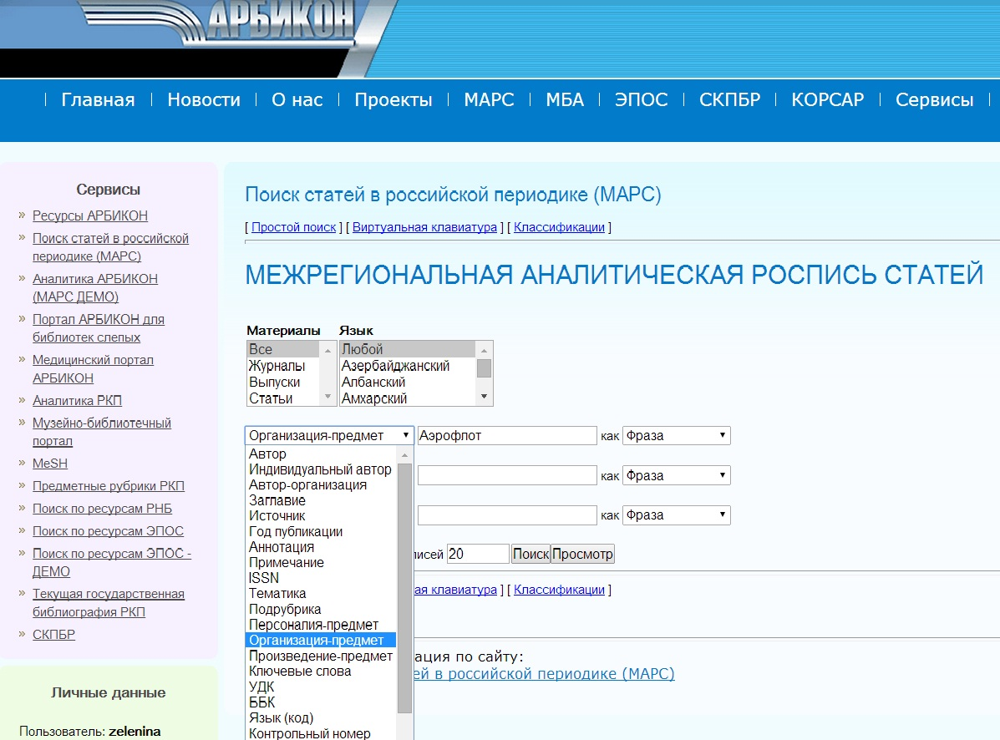 АРБИКОН
Главная | Новости | О нас | Проекты | МАРС | МБА | ЭПОС | СКПБР | КОРСАР | Сервисы |
Сервисы
» Ресурсы АРБИКОН
» Поиск статей в российской
периодике (МАРС)
» Аналитика АРБИКОН
(МАРС ДЕМО)
» Портал АРБИКОН для
библиотек слепых
» Медицинский портал
АРБИКОН
» Аналитика РКП
» Музейно-библиотечный
портал
» MeSH
» Предметные рубрики РКП
» Поиск по ресурсам РНБ
» Поиск по ресурсам ЭПОС
» Поиск по ресурсам ЭПОС -
ДЕМО
» Текущая государственная
библиография РКП
» СКПБР
Личные данные
Пользователь: zelenina
Поиск статей в российской периодике (МАРС)
[ Простой поиск ] [ Виртуальная клавиатура ] [ Классификации ]
МЕЖРЕГИОНАЛЬНАЯ АНАЛИТИЧЕСКАЯ РОСПИСЬ СТАТЕЙ
Материалы Язык
Все Любой
Журналы Азербайджанский
Выпуски Албанский
Статьи Амхарский
Организация-предмет Аэрофлот как Фраза
Автор
Индивидуальный автор
Автор-организация
Заглавие
Источник
Год публикации
Аннотация
Примечание
ISSN
Тематика
Подрубрика
Персоналия-предмет
Организация-предмет
Произведение-предмет
Ключевые слова
УДК
ББК
Язык (код)
Контрольный номер
как Фраза
как Фраза
писей 20 Поиск Просмотр
ая клавиатура ] [ Классификации ]
ация по сайту:
ей в российской периодике (МАРС)